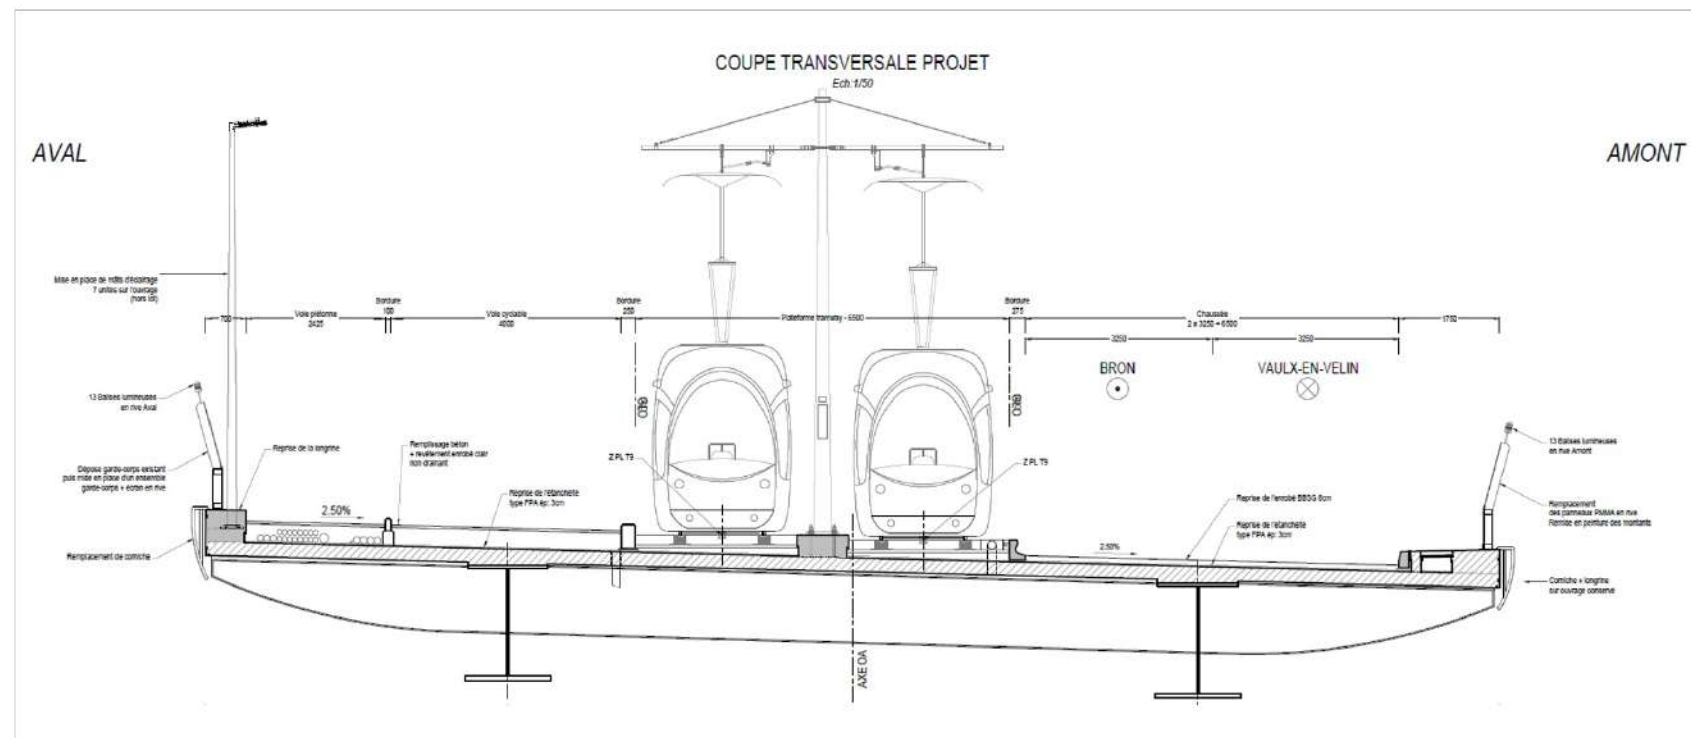 COUPE TRANSVERSALE PROJET
Ech:1/50
AVAL
AMONT
Mise en place de mâts d'éclairage
7 unités sur l'ouvrage
(hors lot)
700
Voie piétonne
2425
Bordure
100
Voie cyclable
4000
Bordure
250
Plateforme tramway - 6500
Bordure
275
Chaussée
2 x 3250 = 6500
1750
3250
3250
BRON
VAULX-EN-VELIN
GLO
GLO
13 Balises lumineuses
en rive Aval
13 Balises lumineuses
en rive Amont
Reprise de la longrine
Remplissage béton
+ revêtement enrobé clair
non drainant
Z PL T9
Z PL T9
Dépose garde-corps existant
puis mise en place d'un ensemble
garde-corps + écran en rive
Reprise de l'étanchéité
type FPA ép: 3cm
Reprise de l'enrobé BBSG 6cm
Reprise de l'étanchéité
type FPA ép: 3cm
Remplacement
des panneaux PMMA en rive
Remise en peinture des montants
2.50%
2.50%
Remplacement de corniche
Corniche + longrine
sur ouvrage conservé
AXE OA